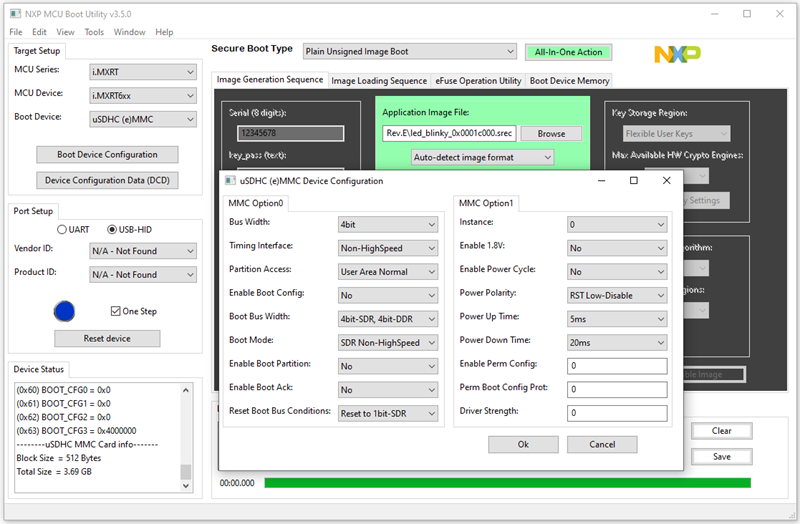 NXP MCU Boot Utility v3.5.0
File Edit View Tools Window Help
Target Setup
MCU Series: i.MXRT
MCU Device: i.MXRT6xx
Boot Device: uSDHC (e)MMC
Boot Device Configuration
Device Configuration Data (DCD)
Port Setup
UART USB-HID
Vendor ID: N/A - Not Found
Product ID: N/A - Not Found
One Step
Reset device
Device Status
(0x60) BOOT_CFG0 = 0x0
(0x61) BOOT_CFG1 = 0x0
(0x62) BOOT_CFG2 = 0x0
(0x63) BOOT_CFG3 = 0x4000000
--------uSDHC MMC Card info-------
Block Size = 512 Bytes
Total Size = 3.69 GB
Secure Boot Type Plain Unsigned Image Boot All-In-One Action NXP
Image Generation Sequence Image Loading Sequence eFuse Operation Utility Boot Device Memory
Serial (8 digits):
12345678
key_pass (text):
Application Image File:
Rev.E\led_blinky_0x0001c000.srec Browse
Auto-detect image format
Key Storage Region:
Flexible User Keys
Max Available HW Crypto Engines:
Settings
uSDHC (e)MMC Device Configuration
MMC Option0
Bus Width: 4bit
Timing Interface: Non-HighSpeed
Partition Access: User Area Normal
Enable Boot Config: No
Boot Bus Width: 4bit-SDR, 4bit-DDR
Boot Mode: SDR Non-HighSpeed
Enable Boot Partition: No
Enable Boot Ack: No
Reset Boot Bus Conditions: Reset to 1bit-SDR
MMC Option1
Instance: 0
Enable 1.8V: No
Enable Power Cycle: No
Power Polarity: RST Low-Disable
Power Up Time: 5ms
Power Down Time: 20ms
Enable Perm Config: 0
Perm Boot Config Prot: 0
Driver Strength: 0
Ok Cancel
Image
Clear
Save
00:00.000